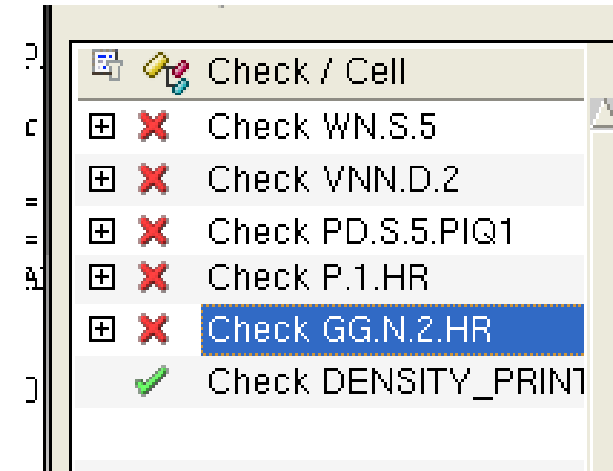 Check / Cell
Check WN.S.5
Check VNN.D.2
Check PD.S.5.PIQ1
Check P.1.HR
Check GG.N.2.HR
Check DENSITY_PRINT